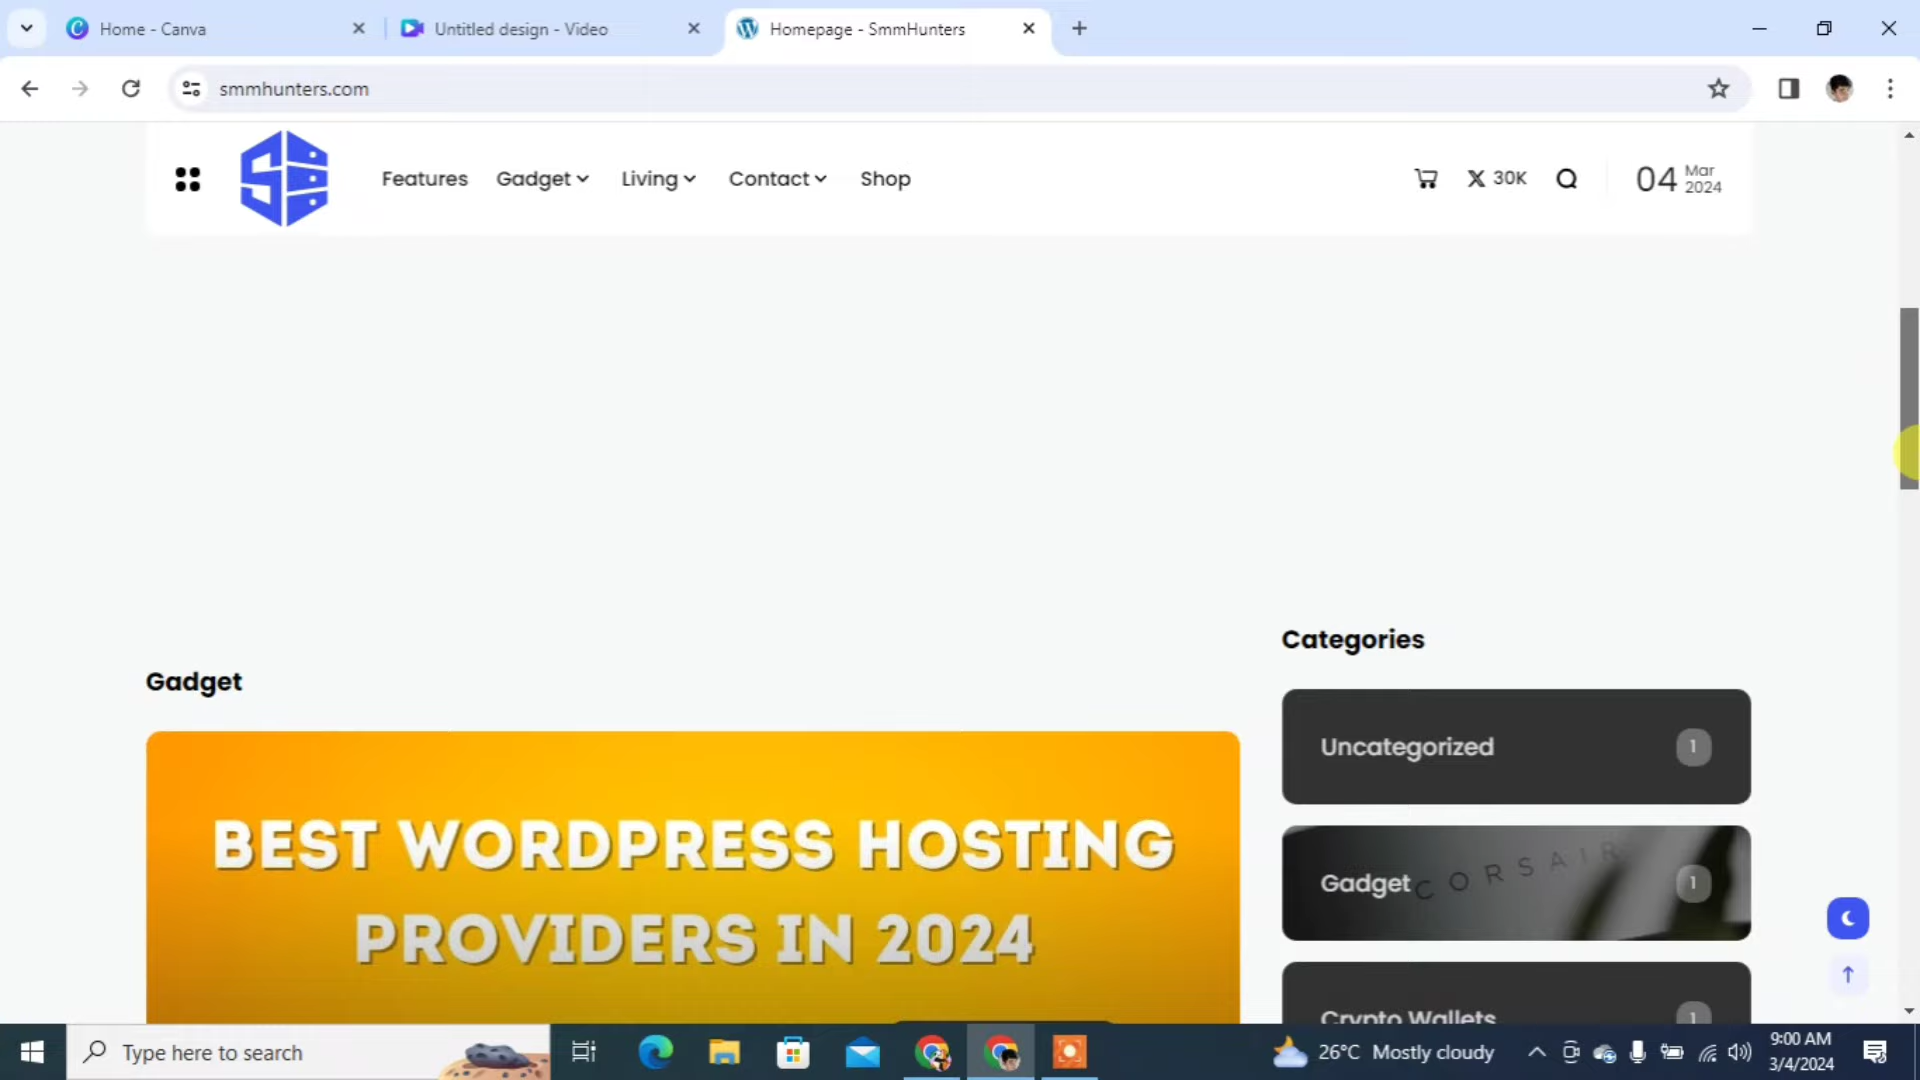 Home - Canva
Untitled design - Video
Homepage - SmmHunters
smmhunters.com
Features
Gadget
Living
Contact
Shop
X 30K
04
Mar
2024
Categories
Gadget
Uncategorized
1
BEST WORDPRESS HOSTING
PROVIDERS IN 2024
Gadget
CORSAIR
1
Crypto Wallets
1
Type here to search
26°C Mostly cloudy
9:00 AM
3/4/2024